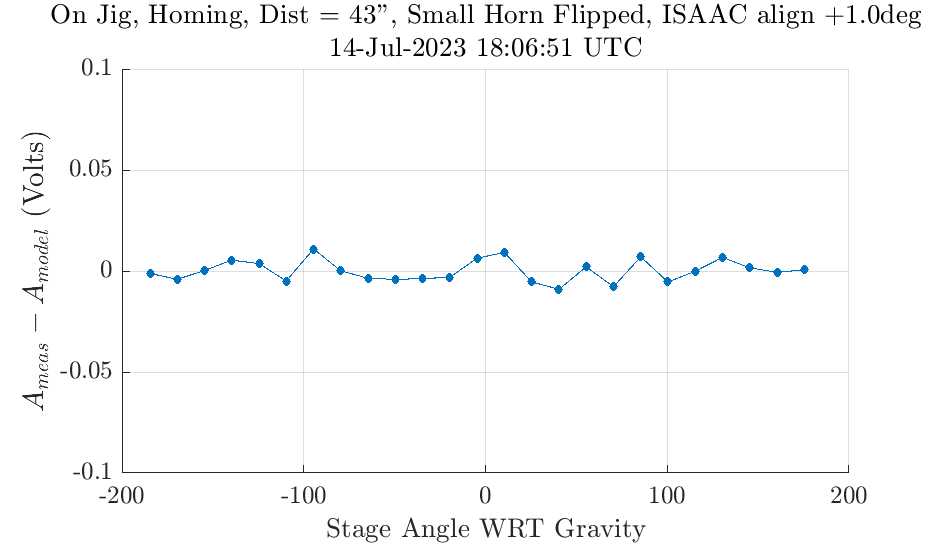 On Jig, Homing, Dist = 43”, Small Horn Flipped, ISAAC align +1.0deg
14-Jul-2023 18:06:51 UTC
0.1
0.05
0
-0.05
-0.1
A_meas − A_model (Volts)
-200 -100 0 100 200
Stage Angle WRT Gravity